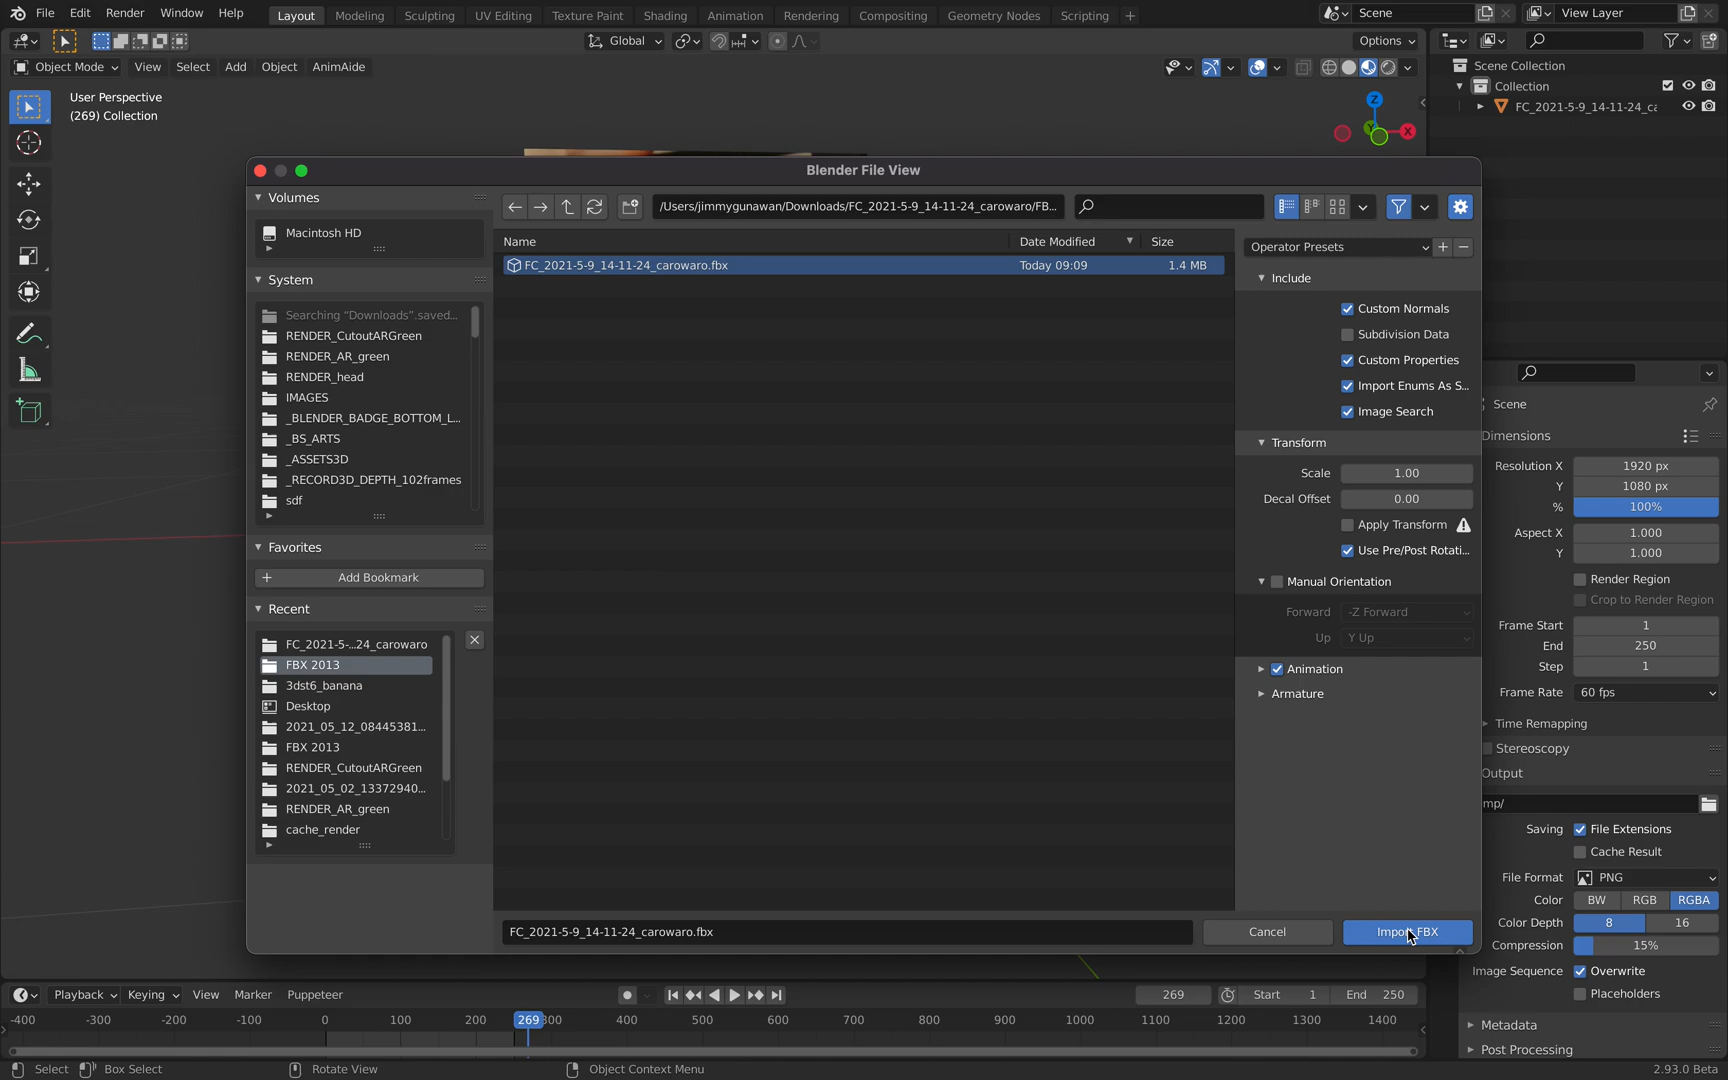 File Edit Render Window Help Layout Modeling Sculpting UV Editing Texture Paint Shading Animation Rendering Compositing Geometry Nodes Scripting + Scene View Layer
Global Options
Object Mode View Select Add Object AnimAide
User Perspective
(269) Collection
Z
X
Y
Scene Collection
Collection
FC_2021-5-9_14-11-24_ca
Blender File View
Volumes
Macintosh HD
System
Searching “Downloads”.saved...
RENDER_CutoutARGreen
RENDER_AR_green
RENDER_head
IMAGES
_BLENDER_BADGE_BOTTOM_L...
_BS_ARTS
_ASSETS3D
_RECORD3D_DEPTH_102frames
sdf
Favorites
+ Add Bookmark
Recent
FC_2021-5-...24_carowaro
FBX 2013
3dst6_banana
Desktop
2021_05_12_08445381...
FBX 2013
RENDER_CutoutARGreen
2021_05_02_13372940...
RENDER_AR_green
cache_render
/Users/jimmygunawan/Downloads/FC_2021-5-9_14-11-24_carowaro/FB...
Name Date Modified Size
FC_2021-5-9_14-11-24_carowaro.fbx Today 09:09 1.4 MB
FC_2021-5-9_14-11-24_carowaro.fbx
Cancel
FBX
Operator Presets + −
Include
Custom Normals
Subdivision Data
Custom Properties
Import Enums As S...
Image Search
Transform
Scale 1.00
Decal Offset 0.00
Apply Transform
Use Pre/Post Rotati...
Manual Orientation
Forward -Z Forward
Up Y Up
Animation
Armature
Scene
Dimensions
Resolution X 1920 px
Y 1080 px
% 100%
Aspect X 1.000
Y 1.000
Render Region
Crop to Render Region
Frame Start 1
End 250
Step 1
Frame Rate 60 fps
Time Remapping
Stereoscopy
Output
mp/
Saving File Extensions
Cache Result
File Format PNG
Color BW RGB RGBA
Color Depth 8 16
Compression 15%
Image Sequence Overwrite
Placeholders
Metadata
Post Processing
Playback Keying View Marker Puppeteer 269 Start 1 End 250
-400 -300 -200 -100 0 100 200 269 300 400 500 600 700 800 900 1000 1100 1200 1300 1400
Select Box Select Rotate View Object Context Menu 2.93.0 Beta